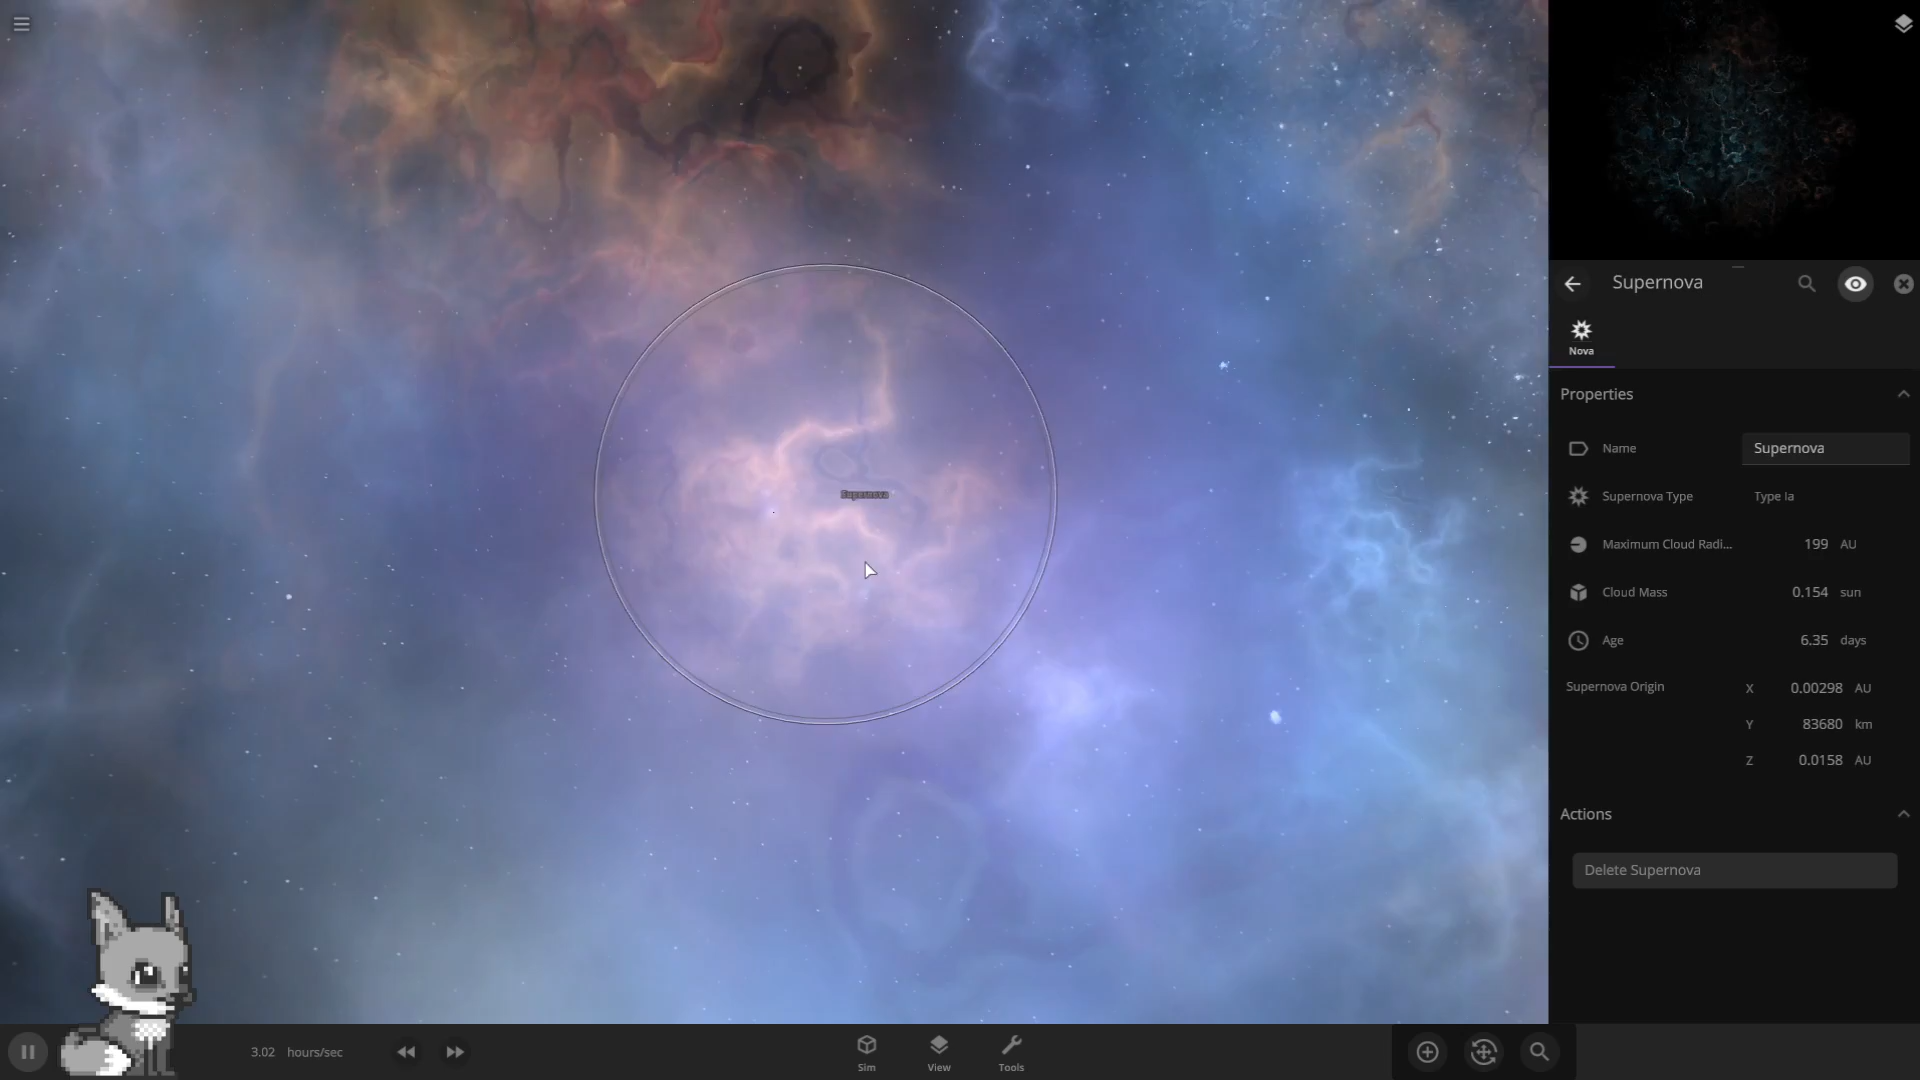 Supernova
Supernova
Nova
Properties
Name Supernova
Supernova Type Type Ia
Maximum Cloud Radi... 199 AU
Cloud Mass 0.154 sun
Age 6.35 days
Supernova Origin X 0.00298 AU
Y 83680 km
Z 0.0158 AU
Actions
Delete Supernova
3.02 hours/sec
Sim View Tools